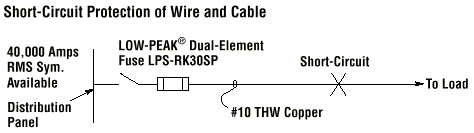 Short-Circuit Protection of Wire and Cable
40,000 Amps
RMS Sym.
Available
LOW-PEAK® Dual-Element
Fuse LPS-RK30SP
Short-Circuit
To Load
Distribution
Panel
#10 THW Copper